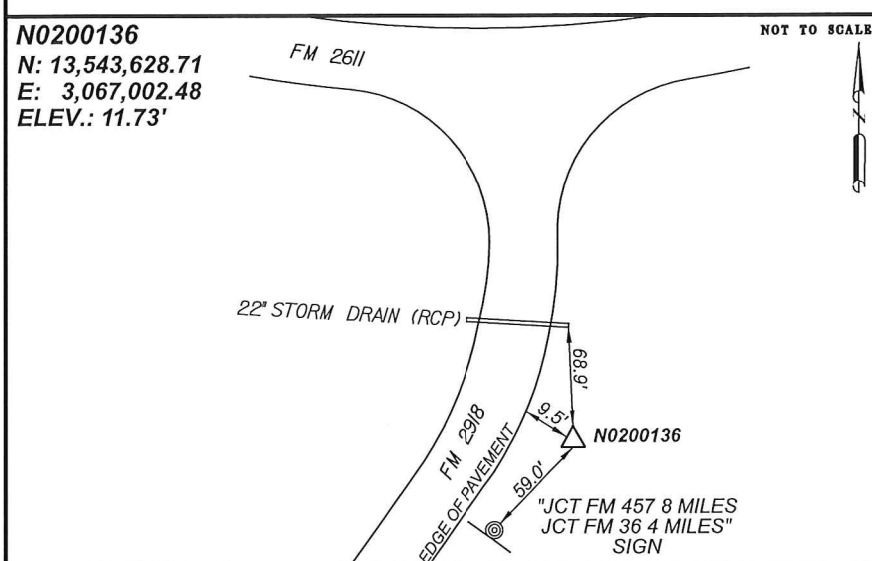 N0200136
N: 13,543,628.71
E: 3,067,002.48
ELEV.: 11.73'
FM 2611
NOT TO SCALE
N
22" STORM DRAIN (RCP)
68.9'
9.5'
N0200136
FM 2918
EDGE OF PAVEMENT
59.0'
"JCT FM 457 8 MILES
JCT FM 36 4 MILES"
SIGN